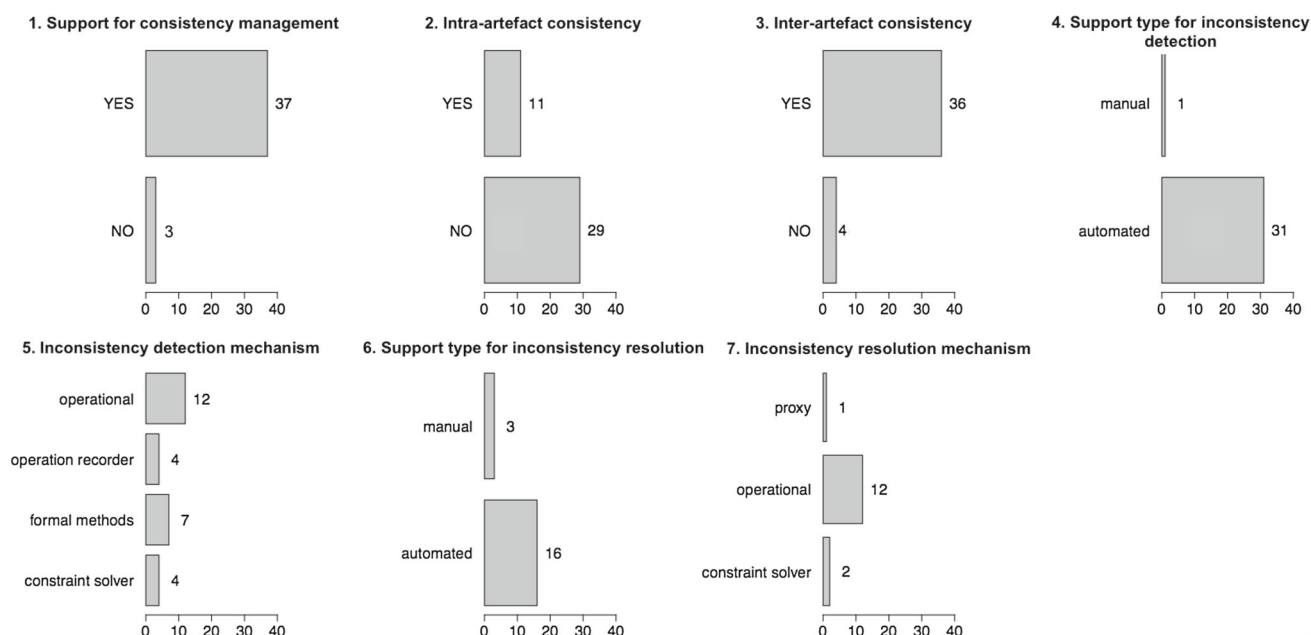 1. Support for consistency management
YES
37
NO
3
0 10 20 30 40
2. Intra-artefact consistency
YES
11
NO
29
0 10 20 30 40
3. Inter-artefact consistency
YES
36
NO
4
0 10 20 30 40
4. Support type for inconsistency
detection
manual
1
automated
31
0 10 20 30 40
5. Inconsistency detection mechanism
operational
12
operation recorder
4
formal methods
7
constraint solver
4
0 10 20 30 40
6. Support type for inconsistency resolution
manual
3
automated
16
0 10 20 30 40
7. Inconsistency resolution mechanism
proxy
1
operational
12
constraint solver
2
0 10 20 30 40